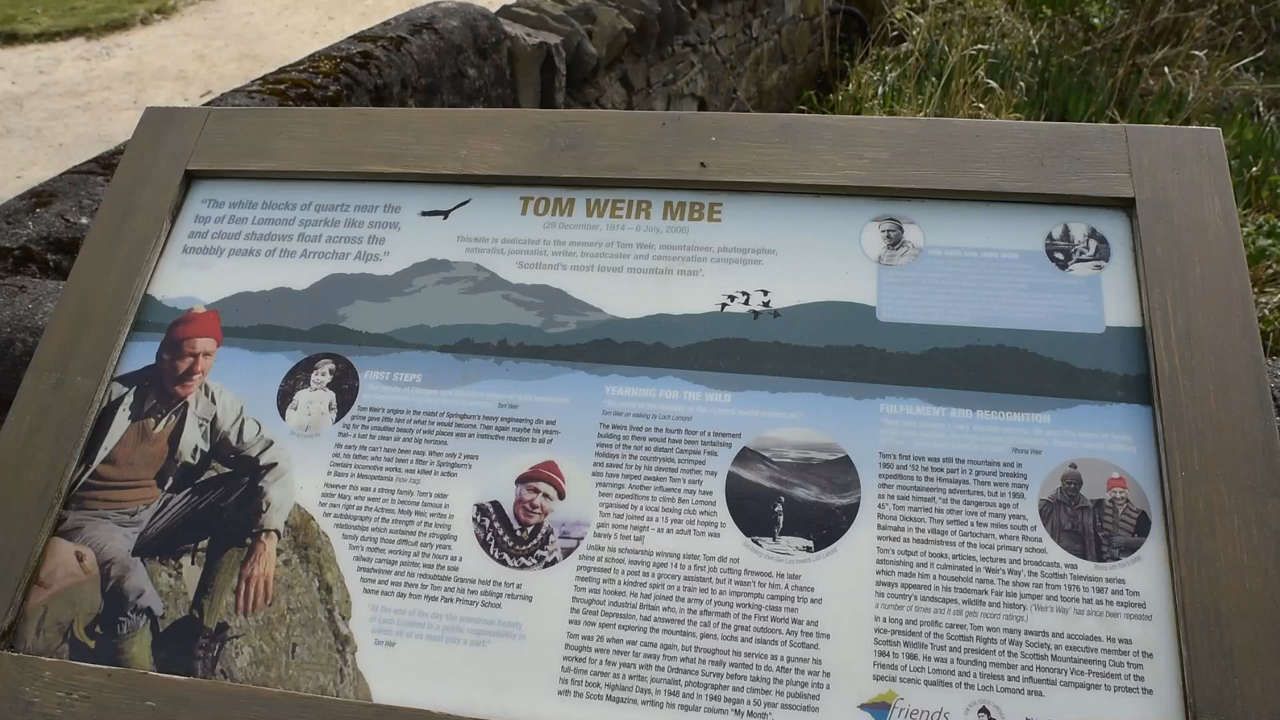 "The white blocks of quartz near the
top of Ben Lomond sparkle like snow,
and cloud shadows float across the
knobbly peaks of the Arrochar Alps."
TOM WEIR MBE
(29 December, 1914 – 6 July, 2006)
This site is dedicated to the memory of Tom Weir, mountaineer, photographer,
naturalist, journalist, writer, broadcaster and conservation campaigner.
'Scotland's most loved mountain man'.
FIRST STEPS
Tom Weir
Tom Weir's origins in the midst of Springburn's heavy engineering din and
grime gave little hint of what he would become. Then again maybe his yearn-
ing for the unsullied beauty of wild places was an instinctive reaction to all of
that– a lust for clean air and big horizons.
His early life can't have been easy. When only 2 years
old, his father, who had been a fitter in Springburn's
Cowlairs locomotive works, was killed in action
in Basra in Mesopotamia (now Iraq).
However this was a strong family. Tom's older
sister Mary, who went on to become famous in
her own right as the Actress, Molly Weir, writes in
her autobiography of the strength of the loving
relationships which sustained the struggling
family during those difficult early years.
Tom's mother, working all the hours as a
railway carriage painter, was the sole
breadwinner and his redoubtable Grannie held the fort at
home and was there for Tom and his two siblings returning
home each day from Hyde Park Primary School.
"At the end of the day the wondrous beauty
of Loch Lomond is a public responsibility in
which all of us must play a part."
Tom Weir
YEARNING FOR THE WILD
Tom Weir on walking by Loch Lomond
The Weirs lived on the fourth floor of a tenement
building so there would have been tantalising
views of the not so distant Campsie Fells.
Holidays in the countryside, scrimped
and saved for by his devoted mother, may
also have helped awaken Tom's early
yearnings. Another influence may have
been expeditions to climb Ben Lomond
organised by a local boxing club which
Tom had joined as a 15 year old hoping to
gain some height – as an adult Tom was
barely 5 feet tall!
Unlike his scholarship winning sister, Tom did not
shine at school, leaving aged 14 to a first job cutting firewood. He later
progressed to a post as a grocery assistant, but it wasn't for him. A chance
meeting with a kindred spirit on a train led to an impromptu camping trip and
Tom was hooked. He had joined the army of young working-class men
throughout industrial Britain who, in the aftermath of the First World War and
the Great Depression, had answered the call of the great outdoors. Any free time
was now spent exploring the mountains, glens, lochs and islands of Scotland.
Tom was 26 when war came again, but throughout his service as a gunner his
thoughts were never far away from what he really wanted to do. After the war he
worked for a few years with the Ordnance Survey before taking the plunge into a
full-time career as a writer, journalist, photographer and climber. He published
his first book, Highland Days, in 1948 and in 1949 began a 50 year association
with the Scots Magazine, writing his regular column "My Month".
FULFILMENT AND RECOGNITION
Rhona Weir
Tom's first love was still the mountains and in
1950 and '52 he took part in 2 ground breaking
expeditions to the Himalayas. There were many
other mountaineering adventures, but in 1959,
as he said himself, "at the dangerous age of
45", Tom married his other love of many years,
Rhona Dickson. They settled a few miles south of
Balmaha in the village of Gartocharn, where Rhona
worked as headmistress of the local primary school.
Tom's output of books, articles, lectures and broadcasts, was
astonishing and it culminated in 'Weir's Way', the Scottish Television series
which made him a household name. The show ran from 1976 to 1987 and Tom
always appeared in his trademark Fair Isle jumper and toorie hat as he explored
his country's landscapes, wildlife and history. ('Weir's Way' has since been repeated
a number of times and it still gets record ratings.)
In a long and prolific career, Tom won many awards and accolades. He was
vice-president of the Scottish Rights of Way Society, an executive member of the
Scottish Wildlife Trust and president of the Scottish Mountaineering Club from
1984 to 1986. He was a founding member and Honorary Vice-President of the
Friends of Loch Lomond and a tireless and influential campaigner to protect the
special scenic qualities of the Loch Lomond area.
friends